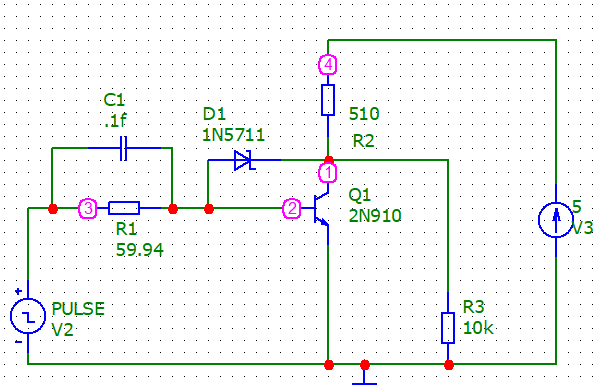 4
C1
.1f
D1
1N5711
510
R2
1
3
2
Q1
2N910
R1
59.94
5
V3
+
PULSE
V2
-
R3
10k